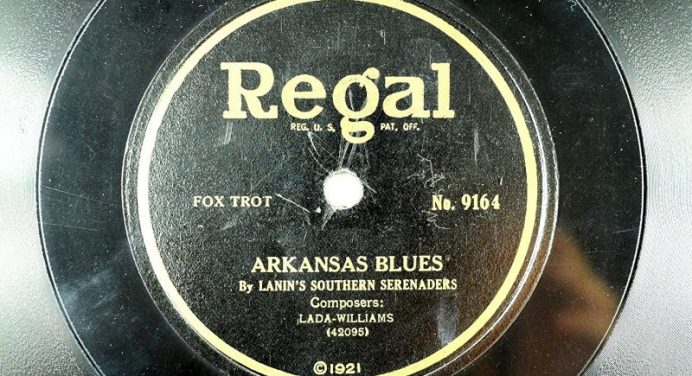 Regal
REG. U. S. PAT. OFF.
FOX TROT No. 9164
ARKANSAS BLUES
By LANIN'S SOUTHERN SERENADERS
Composers:
LADA-WILLIAMS
(42095)
©1921